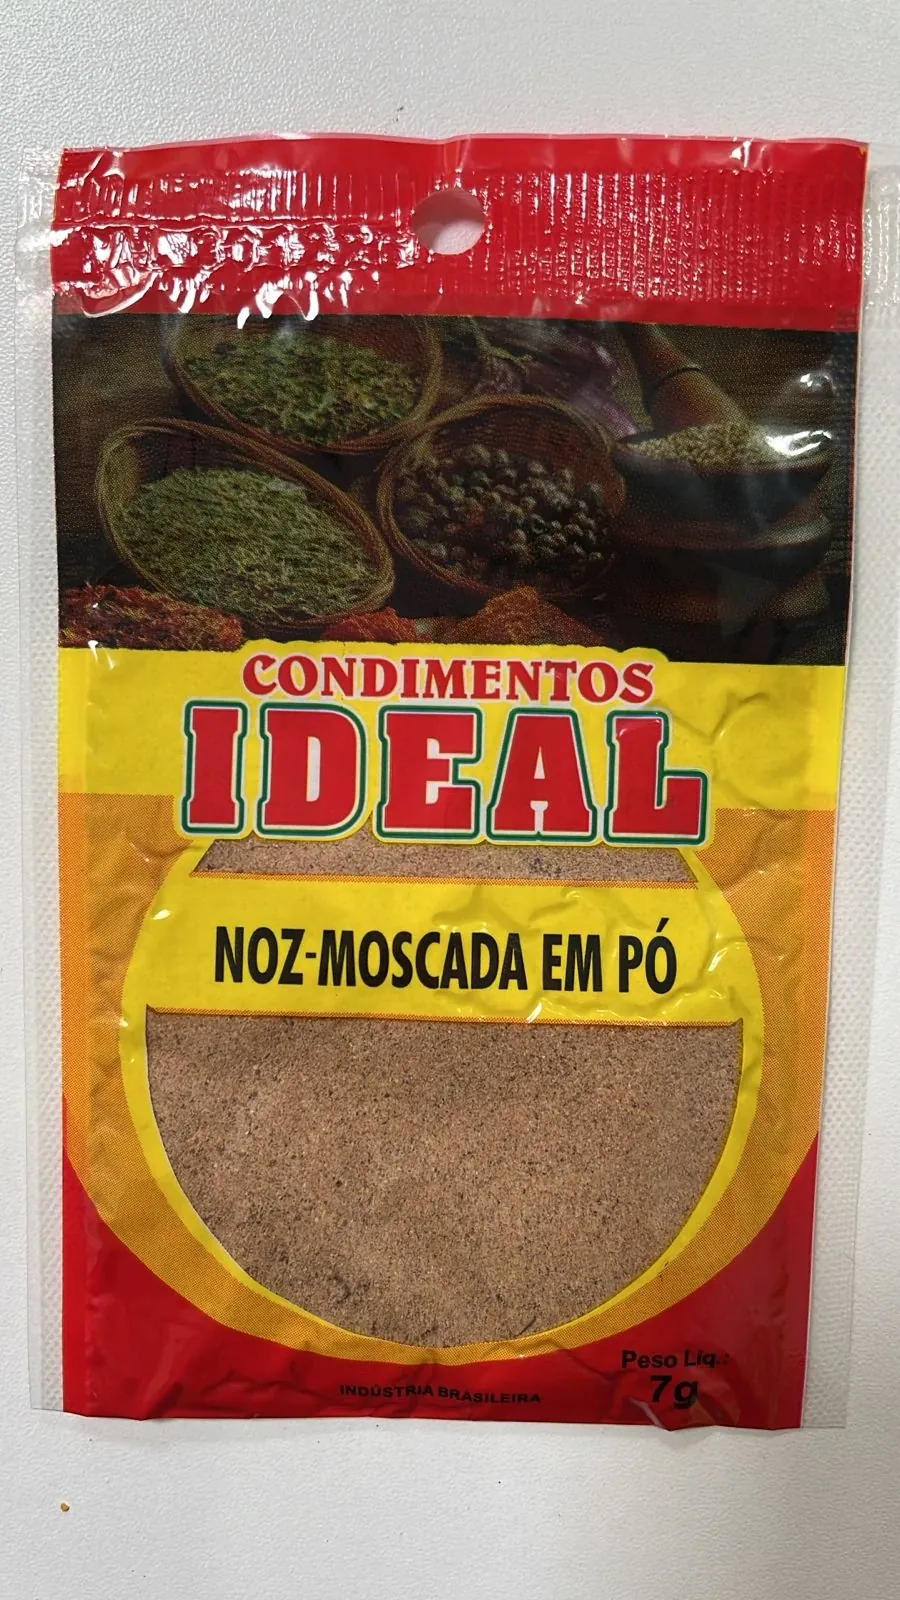 CONDIMENTOS
IDEAL
NOZ-MOSCADA EM PÓ
Peso Líq.:
7g
INDÚSTRIA BRASILEIRA